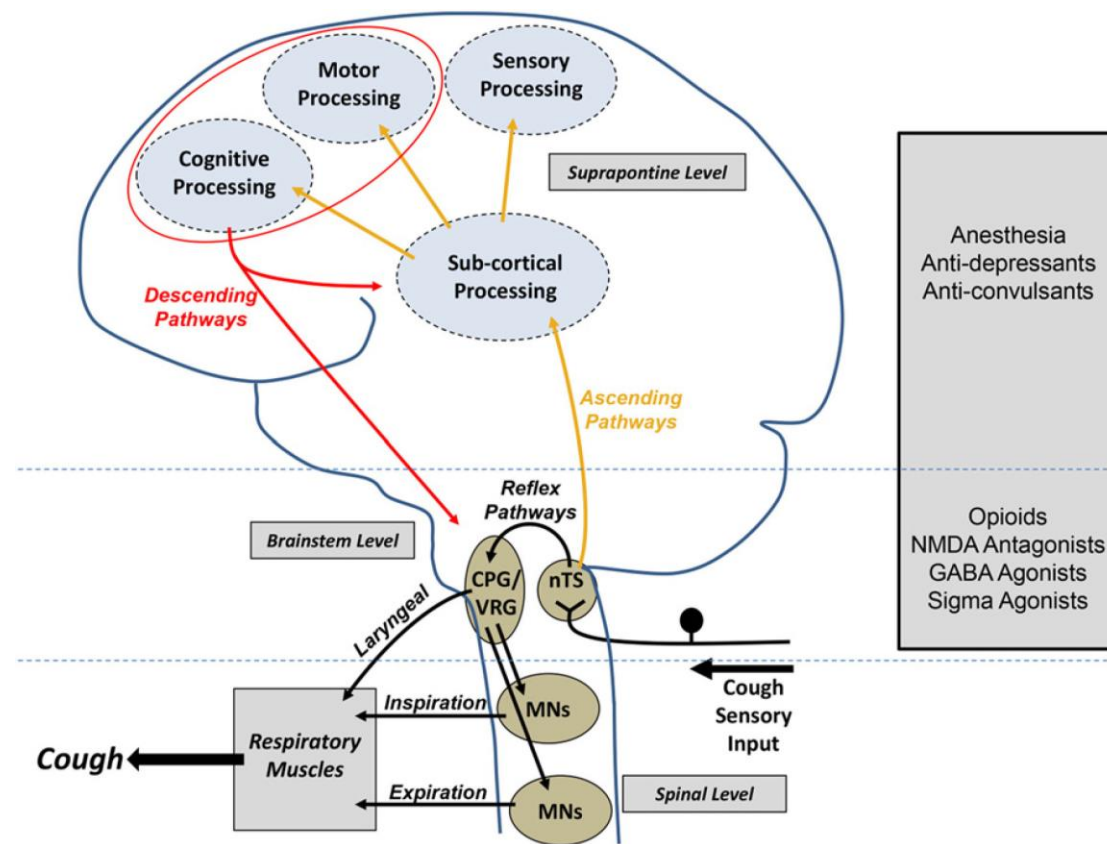 Motor
Processing
Sensory
Processing
Cognitive
Processing
Suprapontine Level
Sub-cortical
Processing
Descending
Pathways
Ascending
Pathways
Anesthesia
Anti-depressants
Anti-convulsants
Reflex
Pathways
Brainstem Level
CPG/
VRG
nTS
Opioids
NMDA Antagonists
GABA Agonists
Sigma Agonists
Laryngeal
Cough
Sensory
Input
Inspiration
MNs
Respiratory
Muscles
Cough
Expiration
MNs
Spinal Level